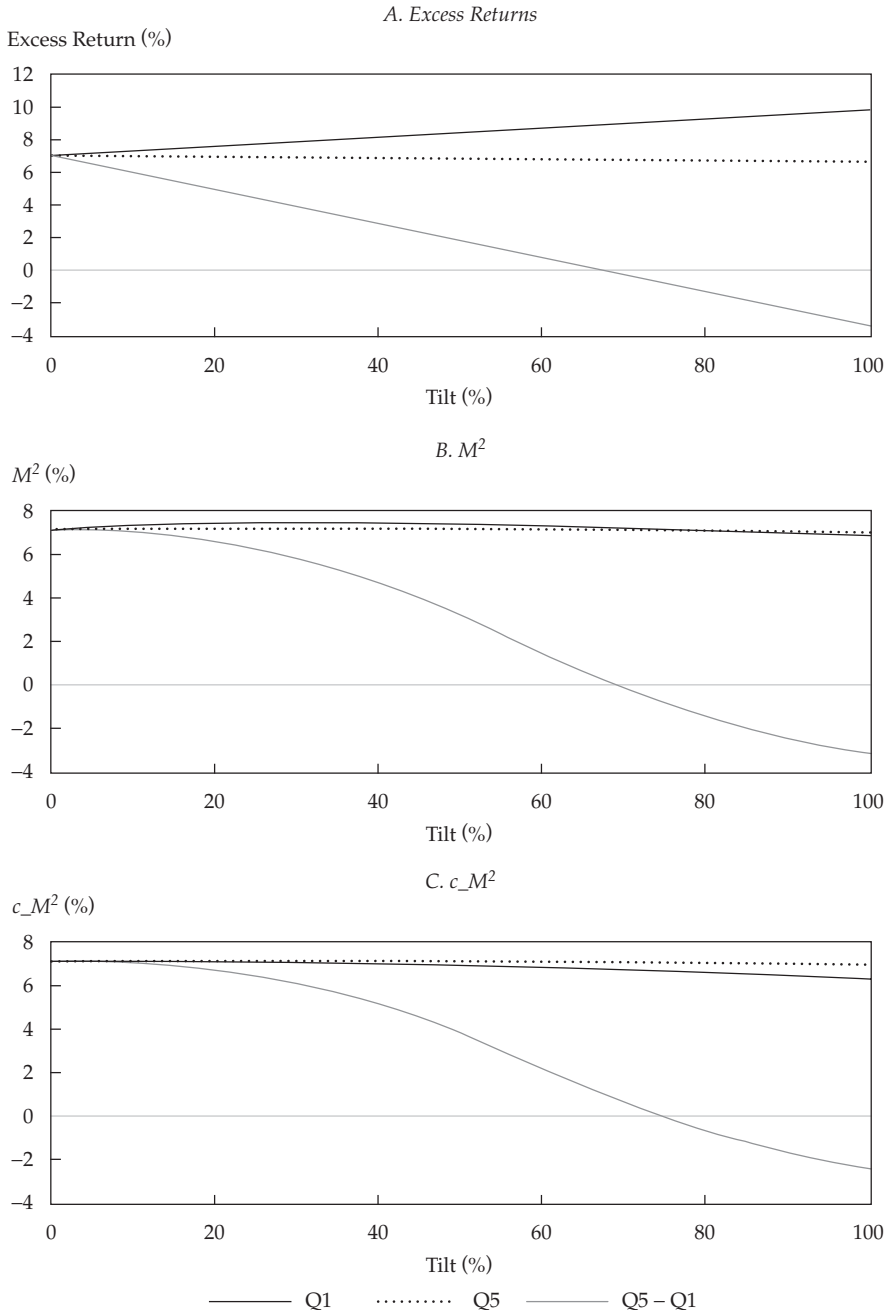 A. Excess Returns
Excess Return (%)
12
10
8
6
4
2
0
–2
–4
0 20 40 60 80 100
Tilt (%)
B. M²
M² (%)
8
6
4
2
0
–2
–4
0 20 40 60 80 100
Tilt (%)
C. c_M²
c_M² (%)
8
6
4
2
0
–2
–4
0 20 40 60 80 100
Tilt (%)
Q1 Q5 Q5 – Q1